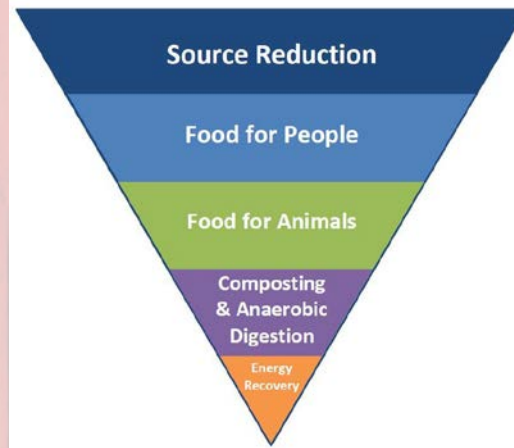 Source Reduction
Food for People
Food for Animals
Composting
& Anaerobic
Digestion
Energy
Recovery